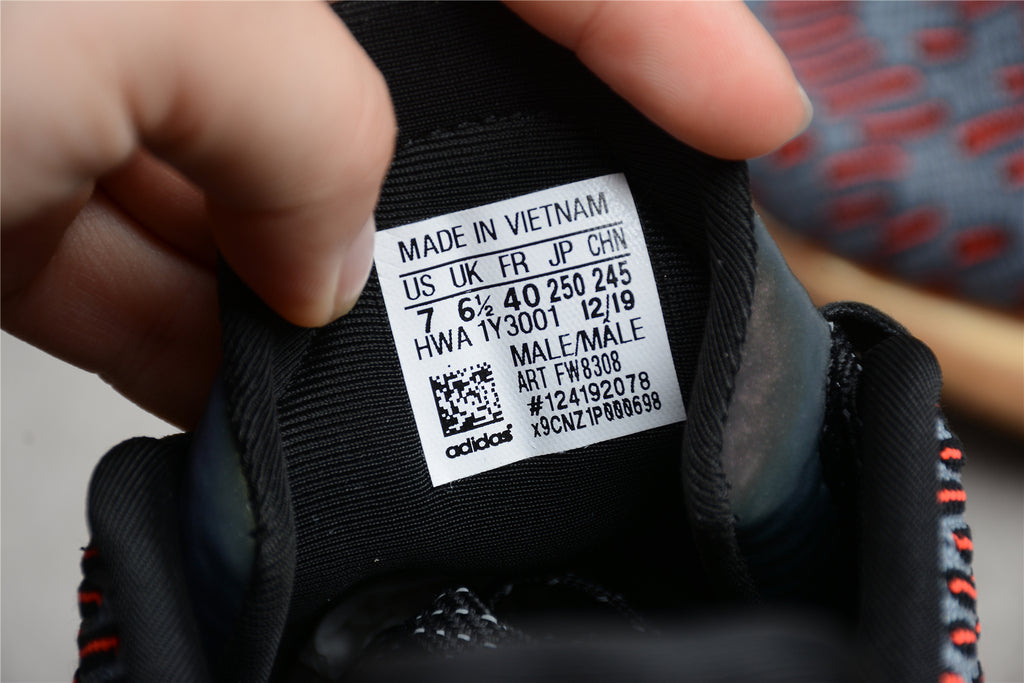 MADE IN VIETNAM
US UK FR JP CHN
7 6½ 40 250 245
HWA 1Y3001 12/19
MALE/MÂLE
ART FW8308
#124192078
x9CNZ1P000698
adidas